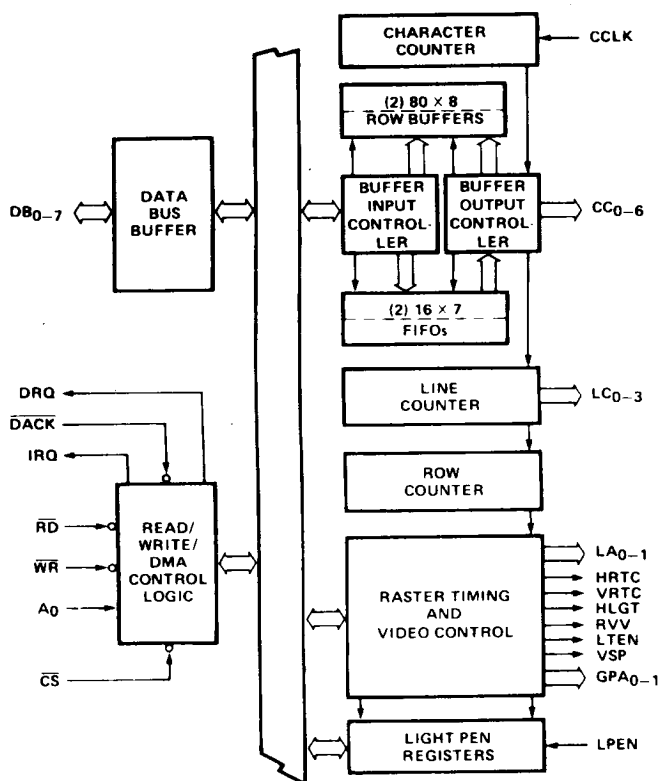 CHARACTER
COUNTER
CCLK
(2) 80 × 8
ROW BUFFERS
DB0–7
DATA
BUS
BUFFER
BUFFER
INPUT
CONTROL-
LER
BUFFER
OUTPUT
CONTROL-
LER
CC0–6
(2) 16 × 7
FIFOs
DRQ
DACK
IRQ
RD
WR
A0
CS
READ/
WRITE/
DMA
CONTROL
LOGIC
LINE
COUNTER
LC0–3
ROW
COUNTER
RASTER TIMING
AND
VIDEO CONTROL
LA0–1
HRTC
VRTC
HLGT
RVV
LTEN
VSP
GPA0–1
LIGHT PEN
REGISTERS
LPEN